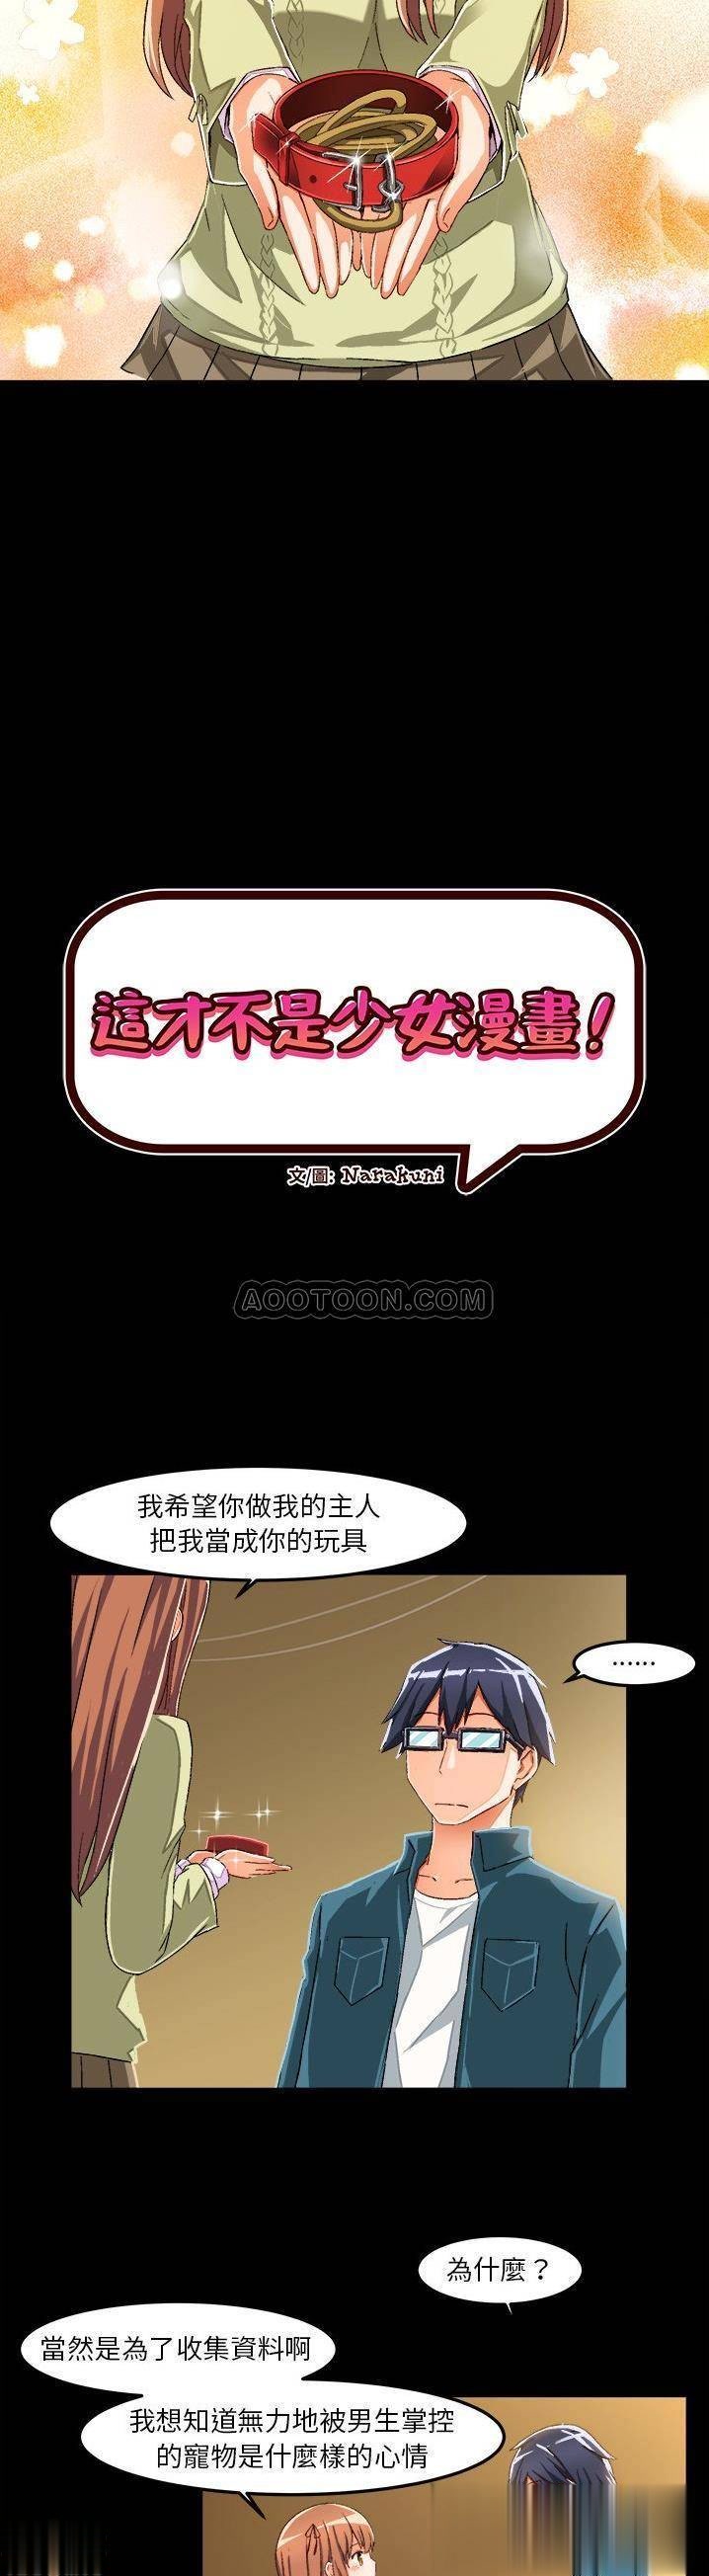 這才不是少女漫畫!
文/圖: Narakuni
AOOTOON.COM
我希望你做我的主人
把我當成你的玩具
......
為什麼？
當然是為了收集資料啊
我想知道無力地被男生掌控
的寵物是什麼樣的心情